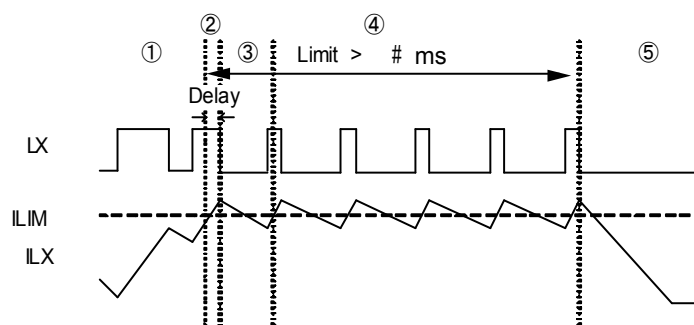 ① ② ③ ④ ⑤
Limit > # ms
Delay
LX
ILIM
ILX